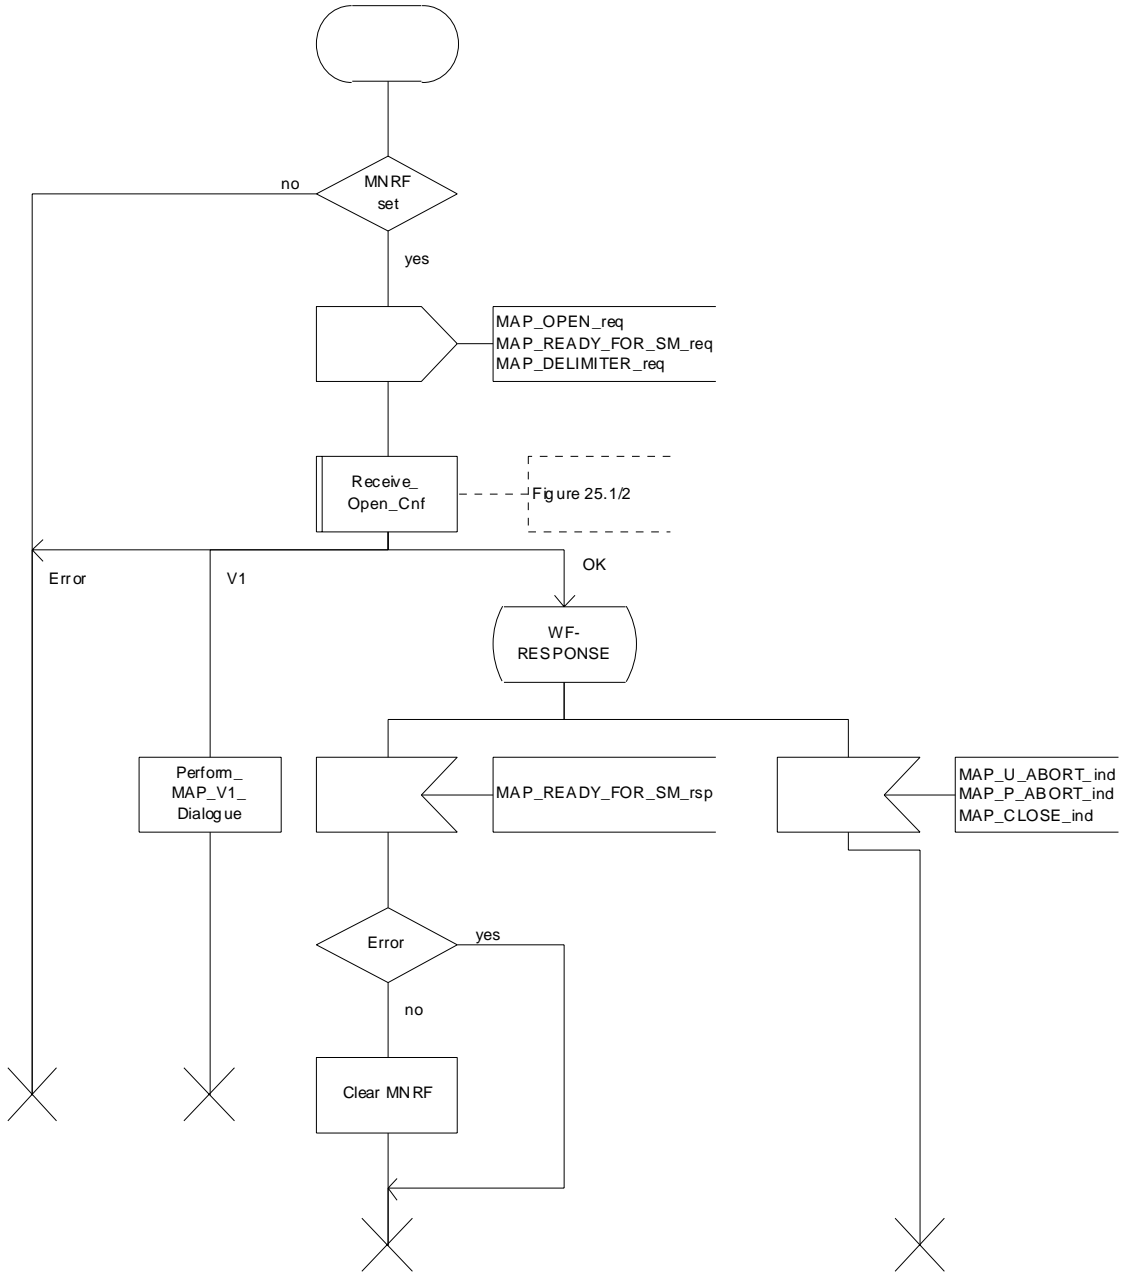 no
MNRF
set
yes
MAP_OPEN_req
MAP_READY_FOR_SM_req
MAP_DELIMITER_req
Receive_
Open_Cnf
Figure 25.1/2
Error
V1
OK
WF-
RESPONSE
Perform_
MAP_V1_
Dialogue
MAP_READY_FOR_SM_rsp
MAP_U_ABORT_ind
MAP_P_ABORT_ind
MAP_CLOSE_ind
Error
yes
no
Clear MNRF